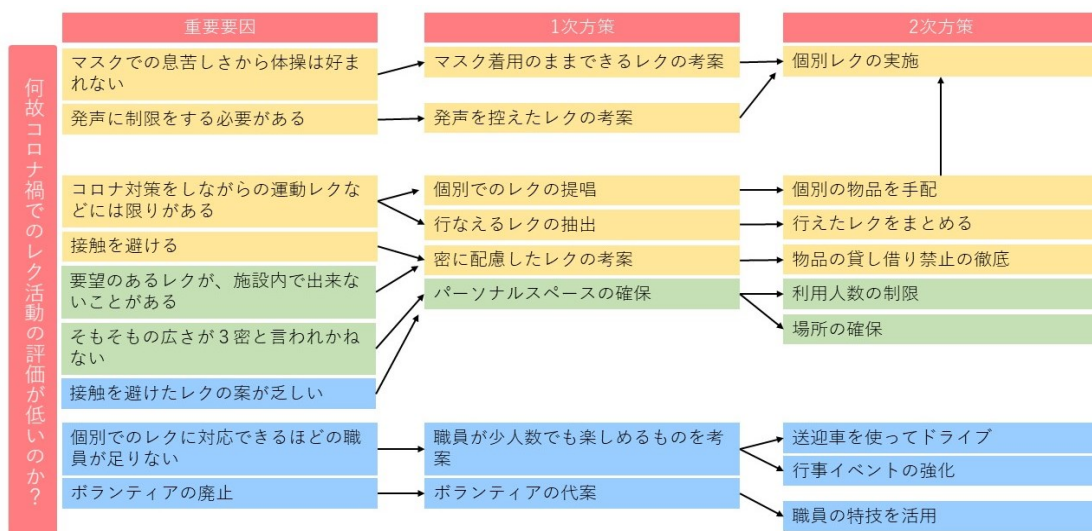 何故コロナ禍でのレク活動の評価が低いのか？
重要要因
1次方策
2次方策
マスクでの息苦しさから体操は好ま
れない
マスク着用のままできるレクの考案
個別レクの実施
発声に制限をする必要がある
発声を控えたレクの考案
コロナ対策をしながらの運動レクな
どには限りがある
個別でのレクの提唱
個別の物品を手配
行なえるレクの抽出
行えたレクをまとめる
接触を避ける
密に配慮したレクの考案
物品の貸し借り禁止の徹底
要望のあるレクが、施設内で出来な
いことがある
パーソナルスペースの確保
利用人数の制限
そもそもの広さが３密と言われかね
ない
場所の確保
接触を避けたレクの案が乏しい
個別でのレクに対応できるほどの職
員が足りない
職員が少人数でも楽しめるものを考
案
送迎車を使ってドライブ
行事イベントの強化
ボランティアの廃止
ボランティアの代案
職員の特技を活用